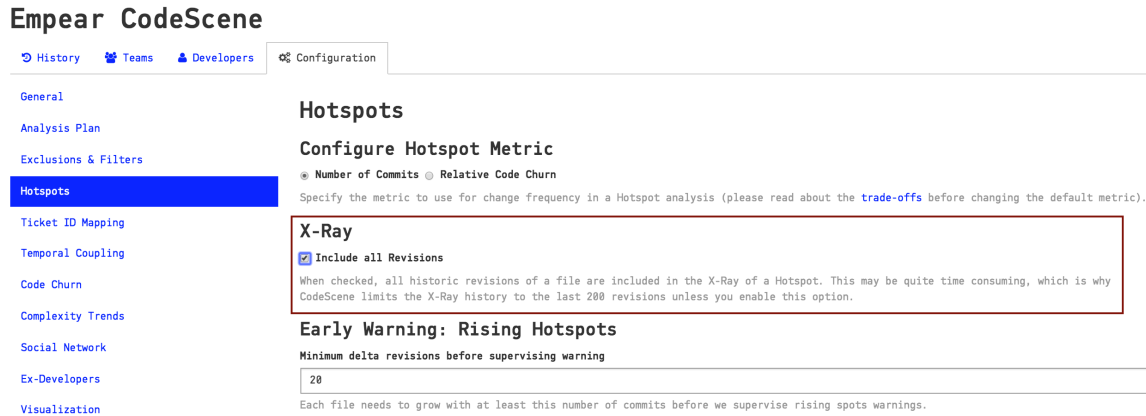 Empear CodeScene
History Teams Developers Configuration
General
Analysis Plan
Exclusions & Filters
Hotspots
Ticket ID Mapping
Temporal Coupling
Code Churn
Complexity Trends
Social Network
Ex-Developers
Visualization
Hotspots
Configure Hotspot Metric
Number of Commits Relative Code Churn
Specify the metric to use for change frequency in a Hotspot analysis (please read about the trade-offs before changing the default metric).
X-Ray
Include all Revisions
When checked, all historic revisions of a file are included in the X-Ray of a Hotspot. This may be quite time consuming, which is why
CodeScene limits the X-Ray history to the last 200 revisions unless you enable this option.
Early Warning: Rising Hotspots
Minimum delta revisions before supervising warning
20
Each file needs to grow with at least this number of commits before we supervise rising spots warnings.